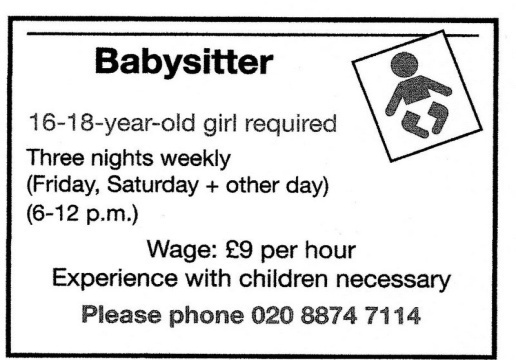 Babysitter
16-18-year-old girl required
Three nights weekly
(Friday, Saturday + other day)
(6-12 p.m.)
Wage: £9 per hour
Experience with children necessary
Please phone 020 8874 7114